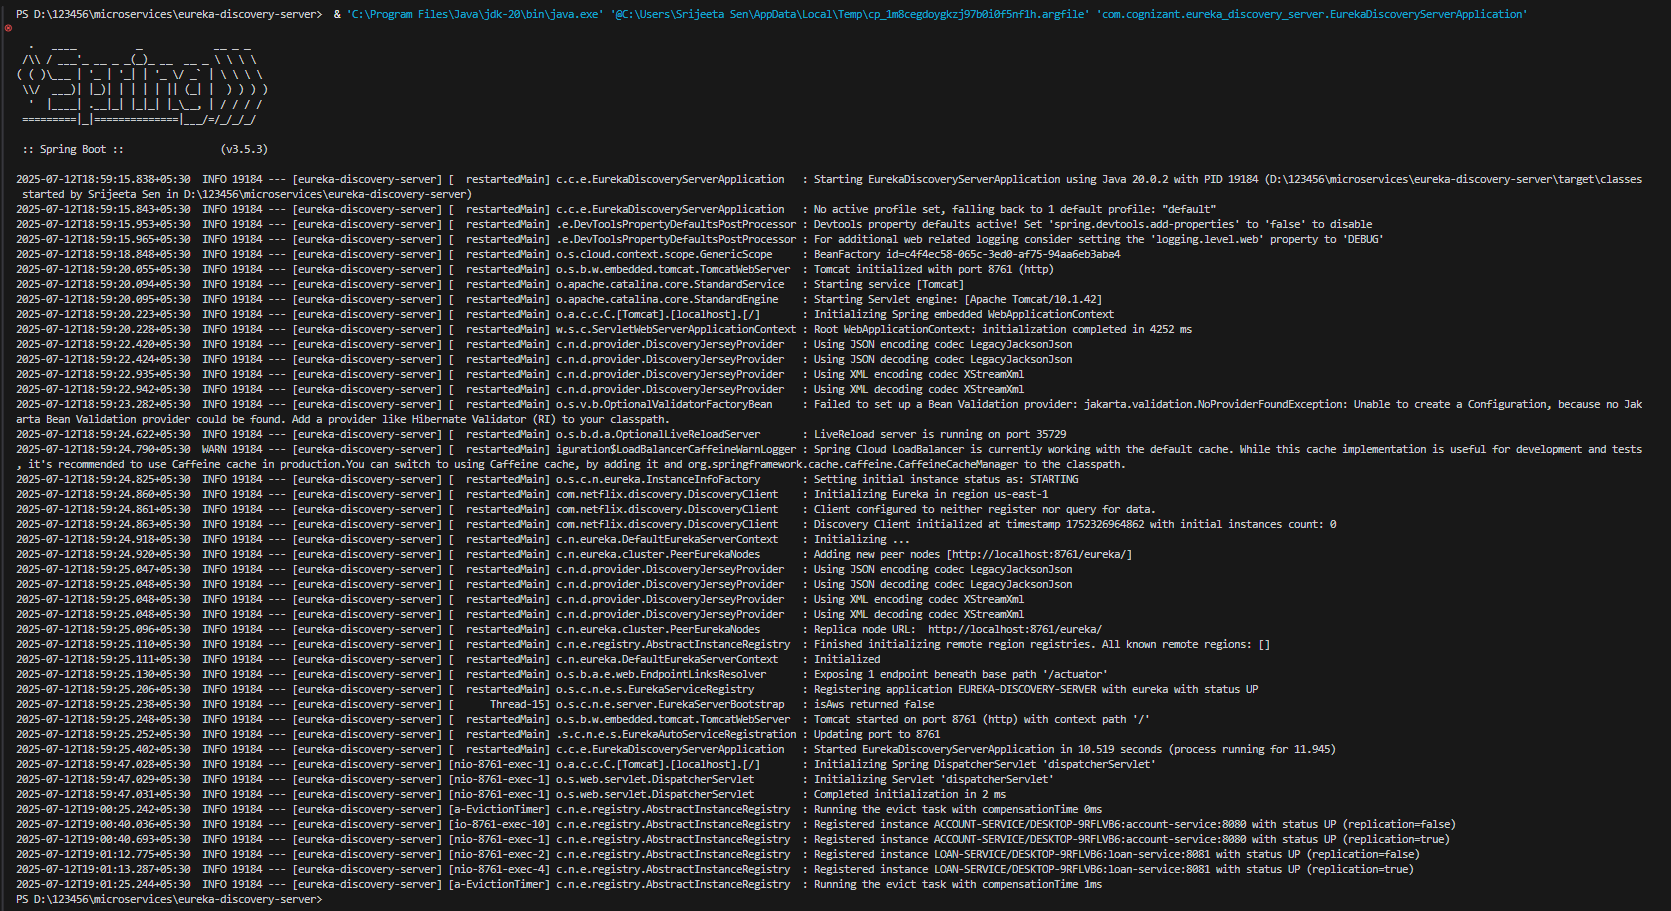 PS D:\123456\microservices\eureka-discovery-server>  & 'C:\Program Files\Java\jdk-20\bin\java.exe' '@C:\Users\Srijeeta Sen\AppData\Local\Temp\cp_1m8cegdoygkzj97b0i0f5nf1h.argfile' 'com.cognizant.eureka_discovery_server.EurekaDiscoveryServerApplication'
  .   ____          _            __ _ _
 /\\ / ___'_ __ _ _(_)_ __  __ _ \ \ \ \
( ( )\___ | '_ | '_| | '_ \/ _` | \ \ \ \
 \\/  ___)| |_)| | | | | || (_| |  ) ) ) )
  '  |____| .__|_| |_|_| |_\__, | / / / /
 =========|_|==============|___/=/_/_/_/
 :: Spring Boot ::                (v3.5.3)
2025-07-12T18:59:15.838+05:30  INFO 19184 --- [eureka-discovery-server] [  restartedMain] c.c.e.EurekaDiscoveryServerApplication   : Starting EurekaDiscoveryServerApplication using Java 20.0.2 with PID 19184 (D:\123456\microservices\eureka-discovery-server\target\classes
 started by Srijeeta Sen in D:\123456\microservices\eureka-discovery-server)
2025-07-12T18:59:15.843+05:30  INFO 19184 --- [eureka-discovery-server] [  restartedMain] c.c.e.EurekaDiscoveryServerApplication   : No active profile set, falling back to 1 default profile: "default"
2025-07-12T18:59:15.953+05:30  INFO 19184 --- [eureka-discovery-server] [  restartedMain] .e.DevToolsPropertyDefaultsPostProcessor : Devtools property defaults active! Set 'spring.devtools.add-properties' to 'false' to disable
2025-07-12T18:59:15.965+05:30  INFO 19184 --- [eureka-discovery-server] [  restartedMain] .e.DevToolsPropertyDefaultsPostProcessor : For additional web related logging consider setting the 'logging.level.web' property to 'DEBUG'
2025-07-12T18:59:18.848+05:30  INFO 19184 --- [eureka-discovery-server] [  restartedMain] o.s.cloud.context.scope.GenericScope     : BeanFactory id=c4f4ec58-065c-3ed0-af75-94aa6eb3aba4
2025-07-12T18:59:20.055+05:30  INFO 19184 --- [eureka-discovery-server] [  restartedMain] o.s.b.w.embedded.tomcat.TomcatWebServer  : Tomcat initialized with port 8761 (http)
2025-07-12T18:59:20.094+05:30  INFO 19184 --- [eureka-discovery-server] [  restartedMain] o.apache.catalina.core.StandardService   : Starting service [Tomcat]
2025-07-12T18:59:20.095+05:30  INFO 19184 --- [eureka-discovery-server] [  restartedMain] o.apache.catalina.core.StandardEngine    : Starting Servlet engine: [Apache Tomcat/10.1.42]
2025-07-12T18:59:20.223+05:30  INFO 19184 --- [eureka-discovery-server] [  restartedMain] o.a.c.c.C.[Tomcat].[localhost].[/]       : Initializing Spring embedded WebApplicationContext
2025-07-12T18:59:20.228+05:30  INFO 19184 --- [eureka-discovery-server] [  restartedMain] w.s.c.ServletWebServerApplicationContext : Root WebApplicationContext: initialization completed in 4252 ms
2025-07-12T18:59:22.420+05:30  INFO 19184 --- [eureka-discovery-server] [  restartedMain] c.n.d.provider.DiscoveryJerseyProvider   : Using JSON encoding codec LegacyJacksonJson
2025-07-12T18:59:22.424+05:30  INFO 19184 --- [eureka-discovery-server] [  restartedMain] c.n.d.provider.DiscoveryJerseyProvider   : Using JSON decoding codec LegacyJacksonJson
2025-07-12T18:59:22.935+05:30  INFO 19184 --- [eureka-discovery-server] [  restartedMain] c.n.d.provider.DiscoveryJerseyProvider   : Using XML encoding codec XStreamXml
2025-07-12T18:59:22.942+05:30  INFO 19184 --- [eureka-discovery-server] [  restartedMain] c.n.d.provider.DiscoveryJerseyProvider   : Using XML decoding codec XStreamXml
2025-07-12T18:59:23.282+05:30  INFO 19184 --- [eureka-discovery-server] [  restartedMain] o.s.v.b.OptionalValidatorFactoryBean     : Failed to set up a Bean Validation provider: jakarta.validation.NoProviderFoundException: Unable to create a Configuration, because no Jak
arta Bean Validation provider could be found. Add a provider like Hibernate Validator (RI) to your classpath.
2025-07-12T18:59:24.622+05:30  INFO 19184 --- [eureka-discovery-server] [  restartedMain] o.s.b.d.a.OptionalLiveReloadServer       : LiveReload server is running on port 35729
2025-07-12T18:59:24.790+05:30  WARN 19184 --- [eureka-discovery-server] [  restartedMain] iguration$LoadBalancerCaffeineWarnLogger : Spring Cloud LoadBalancer is currently working with the default cache. While this cache implementation is useful for development and tests
, it's recommended to use Caffeine cache in production.You can switch to using Caffeine cache, by adding it and org.springframework.cache.caffeine.CaffeineCacheManager to the classpath.
2025-07-12T18:59:24.825+05:30  INFO 19184 --- [eureka-discovery-server] [  restartedMain] o.s.c.n.eureka.InstanceInfoFactory       : Setting initial instance status as: STARTING
2025-07-12T18:59:24.860+05:30  INFO 19184 --- [eureka-discovery-server] [  restartedMain] com.netflix.discovery.DiscoveryClient    : Initializing Eureka in region us-east-1
2025-07-12T18:59:24.861+05:30  INFO 19184 --- [eureka-discovery-server] [  restartedMain] com.netflix.discovery.DiscoveryClient    : Client configured to neither register nor query for data.
2025-07-12T18:59:24.863+05:30  INFO 19184 --- [eureka-discovery-server] [  restartedMain] com.netflix.discovery.DiscoveryClient    : Discovery Client initialized at timestamp 1752326964862 with initial instances count: 0
2025-07-12T18:59:24.918+05:30  INFO 19184 --- [eureka-discovery-server] [  restartedMain] c.n.eureka.DefaultEurekaServerContext    : Initializing ...
2025-07-12T18:59:24.920+05:30  INFO 19184 --- [eureka-discovery-server] [  restartedMain] c.n.eureka.cluster.PeerEurekaNodes       : Adding new peer nodes [http://localhost:8761/eureka/]
2025-07-12T18:59:25.047+05:30  INFO 19184 --- [eureka-discovery-server] [  restartedMain] c.n.d.provider.DiscoveryJerseyProvider   : Using JSON encoding codec LegacyJacksonJson
2025-07-12T18:59:25.048+05:30  INFO 19184 --- [eureka-discovery-server] [  restartedMain] c.n.d.provider.DiscoveryJerseyProvider   : Using JSON decoding codec LegacyJacksonJson
2025-07-12T18:59:25.048+05:30  INFO 19184 --- [eureka-discovery-server] [  restartedMain] c.n.d.provider.DiscoveryJerseyProvider   : Using XML encoding codec XStreamXml
2025-07-12T18:59:25.048+05:30  INFO 19184 --- [eureka-discovery-server] [  restartedMain] c.n.d.provider.DiscoveryJerseyProvider   : Using XML decoding codec XStreamXml
2025-07-12T18:59:25.096+05:30  INFO 19184 --- [eureka-discovery-server] [  restartedMain] c.n.eureka.cluster.PeerEurekaNodes       : Replica node URL:  http://localhost:8761/eureka/
2025-07-12T18:59:25.110+05:30  INFO 19184 --- [eureka-discovery-server] [  restartedMain] c.n.e.registry.AbstractInstanceRegistry  : Finished initializing remote region registries. All known remote regions: []
2025-07-12T18:59:25.111+05:30  INFO 19184 --- [eureka-discovery-server] [  restartedMain] c.n.eureka.DefaultEurekaServerContext    : Initialized
2025-07-12T18:59:25.130+05:30  INFO 19184 --- [eureka-discovery-server] [  restartedMain] o.s.b.a.e.web.EndpointLinksResolver      : Exposing 1 endpoint beneath base path '/actuator'
2025-07-12T18:59:25.206+05:30  INFO 19184 --- [eureka-discovery-server] [  restartedMain] o.s.c.n.e.s.EurekaServiceRegistry        : Registering application EUREKA-DISCOVERY-SERVER with eureka with status UP
2025-07-12T18:59:25.238+05:30  INFO 19184 --- [eureka-discovery-server] [      Thread-15] o.s.c.n.e.server.EurekaServerBootstrap   : isAws returned false
2025-07-12T18:59:25.248+05:30  INFO 19184 --- [eureka-discovery-server] [  restartedMain] o.s.b.w.embedded.tomcat.TomcatWebServer  : Tomcat started on port 8761 (http) with context path '/'
2025-07-12T18:59:25.252+05:30  INFO 19184 --- [eureka-discovery-server] [  restartedMain] .s.c.n.e.s.EurekaAutoServiceRegistration : Updating port to 8761
2025-07-12T18:59:25.402+05:30  INFO 19184 --- [eureka-discovery-server] [  restartedMain] c.c.e.EurekaDiscoveryServerApplication   : Started EurekaDiscoveryServerApplication in 10.519 seconds (process running for 11.945)
2025-07-12T18:59:47.028+05:30  INFO 19184 --- [eureka-discovery-server] [nio-8761-exec-1] o.a.c.c.C.[Tomcat].[localhost].[/]       : Initializing Spring DispatcherServlet 'dispatcherServlet'
2025-07-12T18:59:47.029+05:30  INFO 19184 --- [eureka-discovery-server] [nio-8761-exec-1] o.s.web.servlet.DispatcherServlet        : Initializing Servlet 'dispatcherServlet'
2025-07-12T18:59:47.031+05:30  INFO 19184 --- [eureka-discovery-server] [nio-8761-exec-1] o.s.web.servlet.DispatcherServlet        : Completed initialization in 2 ms
2025-07-12T19:00:25.242+05:30  INFO 19184 --- [eureka-discovery-server] [a-EvictionTimer] c.n.e.registry.AbstractInstanceRegistry  : Running the evict task with compensationTime 0ms
2025-07-12T19:00:40.036+05:30  INFO 19184 --- [eureka-discovery-server] [io-8761-exec-10] c.n.e.registry.AbstractInstanceRegistry  : Registered instance ACCOUNT-SERVICE/DESKTOP-9RFLVB6:account-service:8080 with status UP (replication=false)
2025-07-12T19:00:40.693+05:30  INFO 19184 --- [eureka-discovery-server] [nio-8761-exec-1] c.n.e.registry.AbstractInstanceRegistry  : Registered instance ACCOUNT-SERVICE/DESKTOP-9RFLVB6:account-service:8080 with status UP (replication=true)
2025-07-12T19:01:12.775+05:30  INFO 19184 --- [eureka-discovery-server] [nio-8761-exec-2] c.n.e.registry.AbstractInstanceRegistry  : Registered instance LOAN-SERVICE/DESKTOP-9RFLVB6:loan-service:8081 with status UP (replication=false)
2025-07-12T19:01:13.287+05:30  INFO 19184 --- [eureka-discovery-server] [nio-8761-exec-4] c.n.e.registry.AbstractInstanceRegistry  : Registered instance LOAN-SERVICE/DESKTOP-9RFLVB6:loan-service:8081 with status UP (replication=true)
2025-07-12T19:01:25.244+05:30  INFO 19184 --- [eureka-discovery-server] [a-EvictionTimer] c.n.e.registry.AbstractInstanceRegistry  : Running the evict task with compensationTime 1ms
PS D:\123456\microservices\eureka-discovery-server>